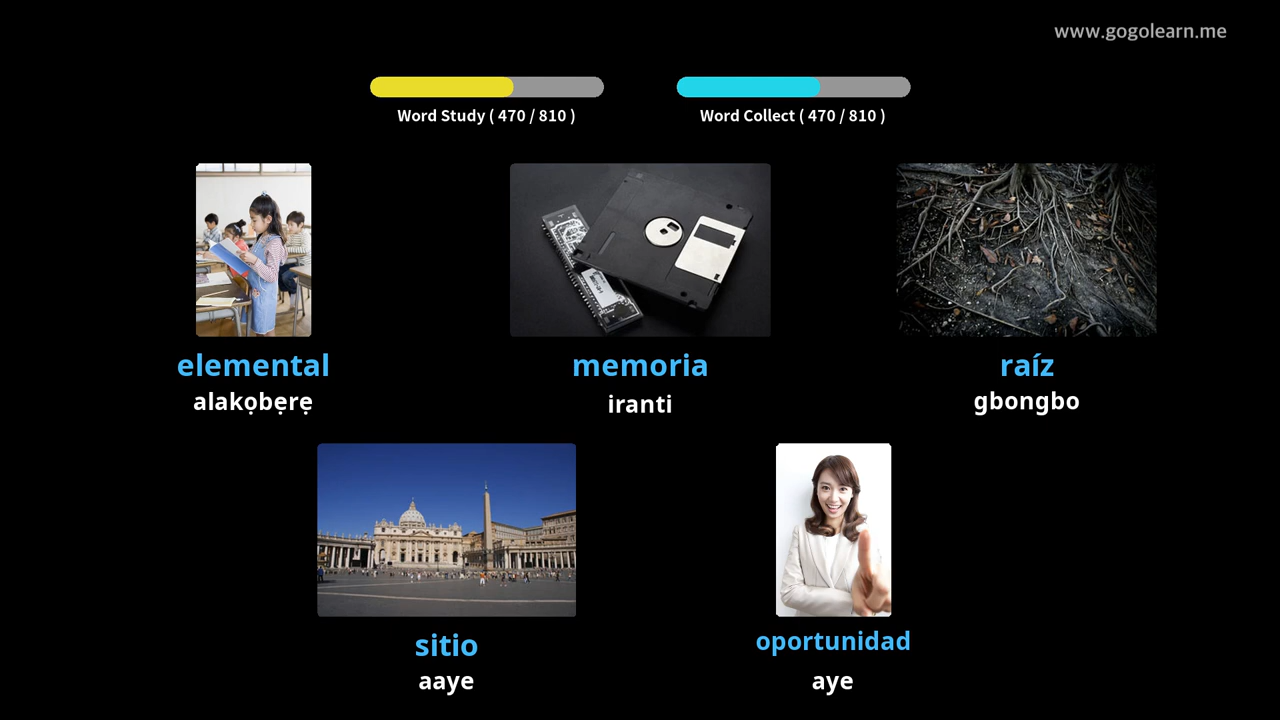 www.gogolearn.me
Word Study ( 470 / 810 )
Word Collect ( 470 / 810 )
elemental
alakọbẹrẹ
memoria
iranti
raíz
gbongbo
sitio
aaye
oportunidad
aye